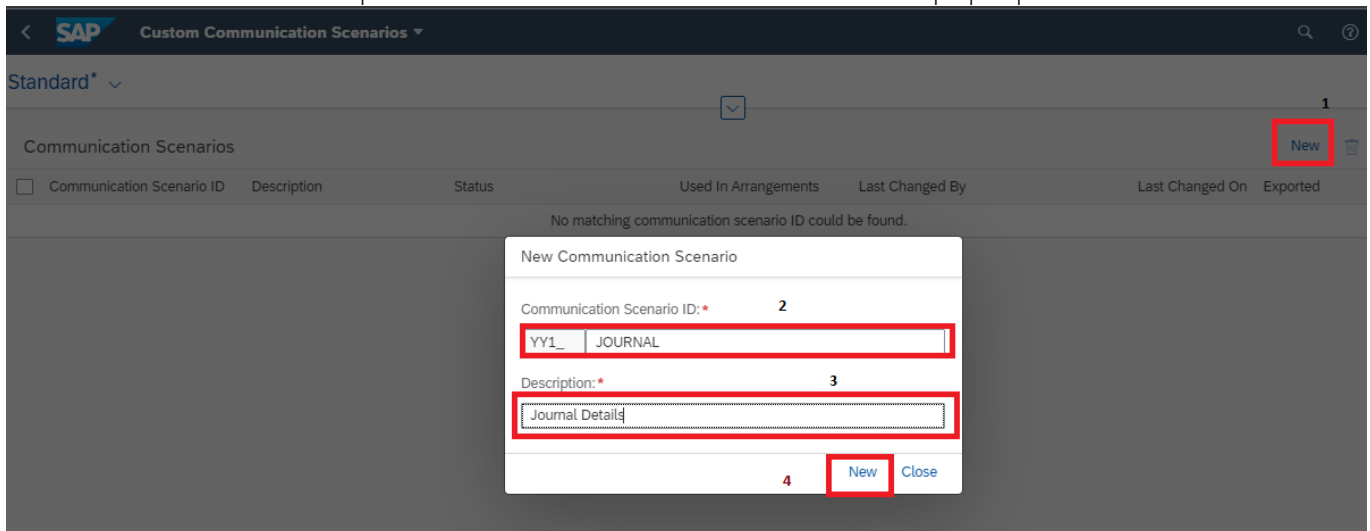 SAP Custom Communication Scenarios
Standard*
1
Communication Scenarios New
Communication Scenario ID Description Status Used In Arrangements Last Changed By Last Changed On Exported
No matching communication scenario ID could be found.
New Communication Scenario
Communication Scenario ID:* 2
YY1_ JOURNAL
Description:* 3
Journal Details
4 New Close